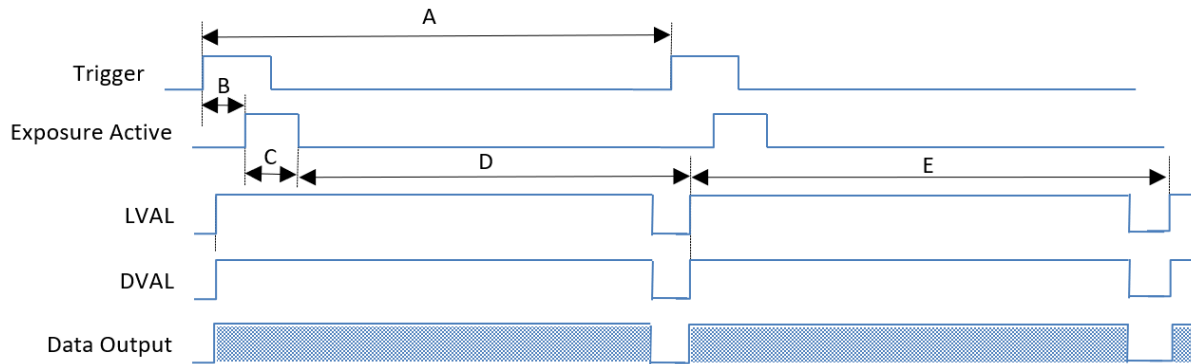 A
Trigger
B
Exposure Active
C
D
E
LVAL
DVAL
Data Output